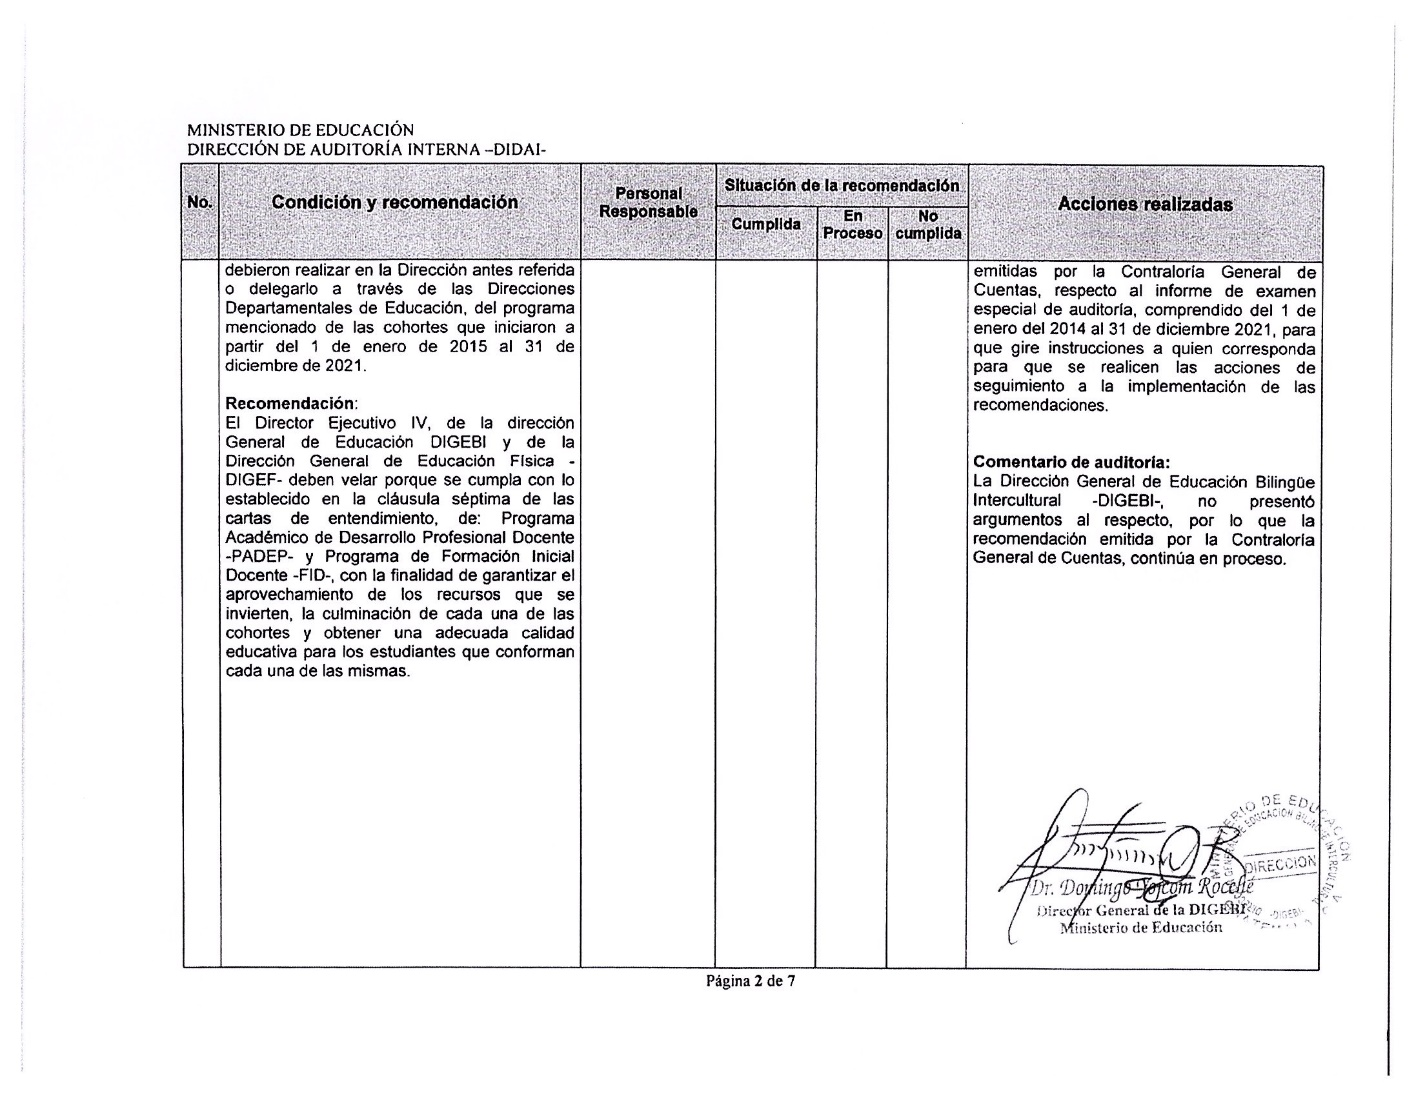 MINISTERIO DE EDUCACIÓN
DIRECCIÓN DE AUDITORÍA INTERNA –DIDAI-
No.
Condición y recomendación
Personal
Responsable
Situación de la recomendación
Cumplida
En
Proceso
No
cumplida
Acciones realizadas
debieron realizar en la Dirección antes referida
o delegarlo a través de las Direcciones
Departamentales de Educación, del programa
mencionado de las cohortes que iniciaron a
partir del 1 de enero de 2015 al 31 de
diciembre de 2021.
Recomendación:
El Director Ejecutivo IV, de la dirección
General de Educación DIGEBI y de la
Dirección General de Educación Física -
DIGEF- deben velar porque se cumpla con lo
establecido en la cláusula séptima de las
cartas de entendimiento, de: Programa
Académico de Desarrollo Profesional Docente
-PADEP- y Programa de Formación Inicial
Docente -FID-, con la finalidad de garantizar el
aprovechamiento de los recursos que se
invierten, la culminación de cada una de las
cohortes y obtener una adecuada calidad
educativa para los estudiantes que conforman
cada una de las mismas.
emitidas por la Contraloría General de
Cuentas, respecto al informe de examen
especial de auditoría, comprendido del 1 de
enero del 2014 al 31 de diciembre 2021, para
que gire instrucciones a quien corresponda
para que se realicen las acciones de
seguimiento a la implementación de las
recomendaciones.
Comentario de auditoría:
La Dirección General de Educación Bilingüe
Intercultural -DIGEBI-, no presentó
argumentos al respecto, por lo que la
recomendación emitida por la Contraloría
General de Cuentas, continúa en proceso.
MINISTERIO DE EDUCACIÓN
DIRECCIÓN
-DIGEBI-
Dr. Domingo Yojcom Roché
Director General de la DIGEBI
Ministerio de Educación
Página 2 de 7